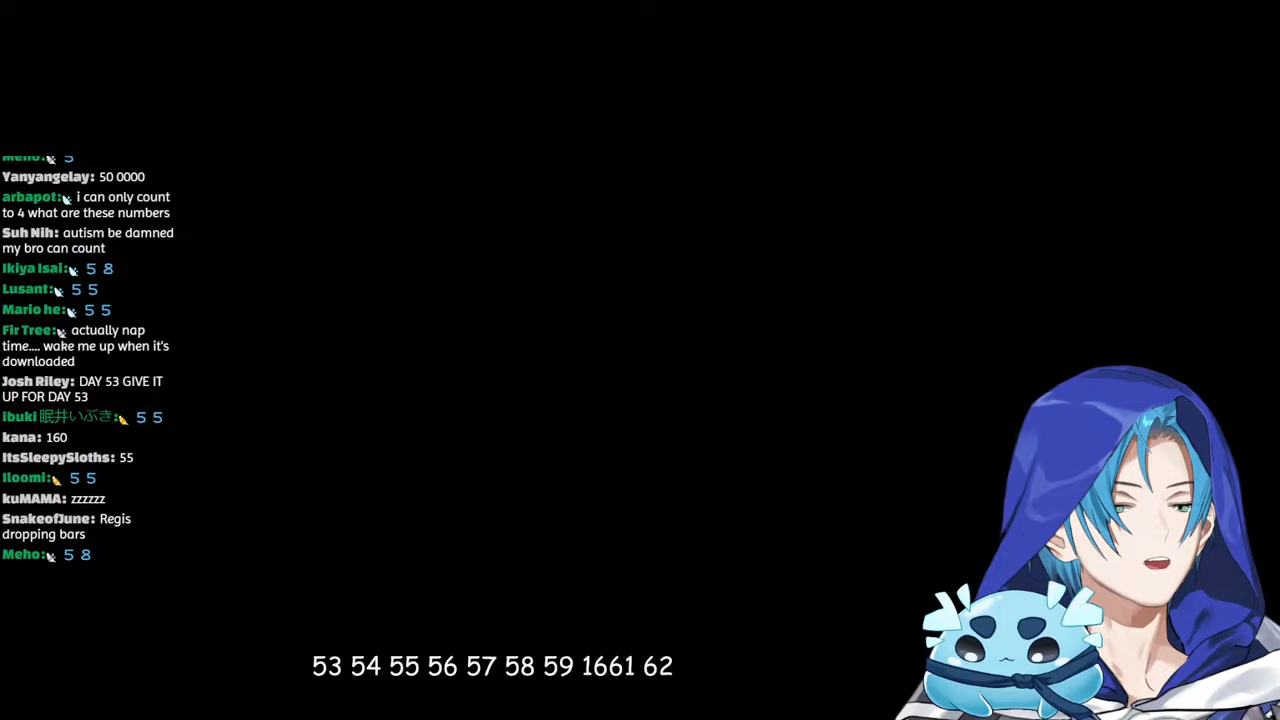 Meho: 5
Yanyangelay: 50 0000
arbapot: i can only count
to 4 what are these numbers
Suh Nih: autism be damned
my bro can count
Ikiya Isai: 5 8
Lusant: 5 5
Mario he: 5 5
Fir Tree: actually nap
time.... wake me up when it's
downloaded
Josh Riley: DAY 53 GIVE IT
UP FOR DAY 53
ibuki 眠井いぶき: 5 5
kana: 160
ItsSleepySloths: 55
Iloomi: 5 5
kuMAMA: zzzzzz
SnakeofJune: Regis
dropping bars
Meho: 5 8
53 54 55 56 57 58 59 1661 62